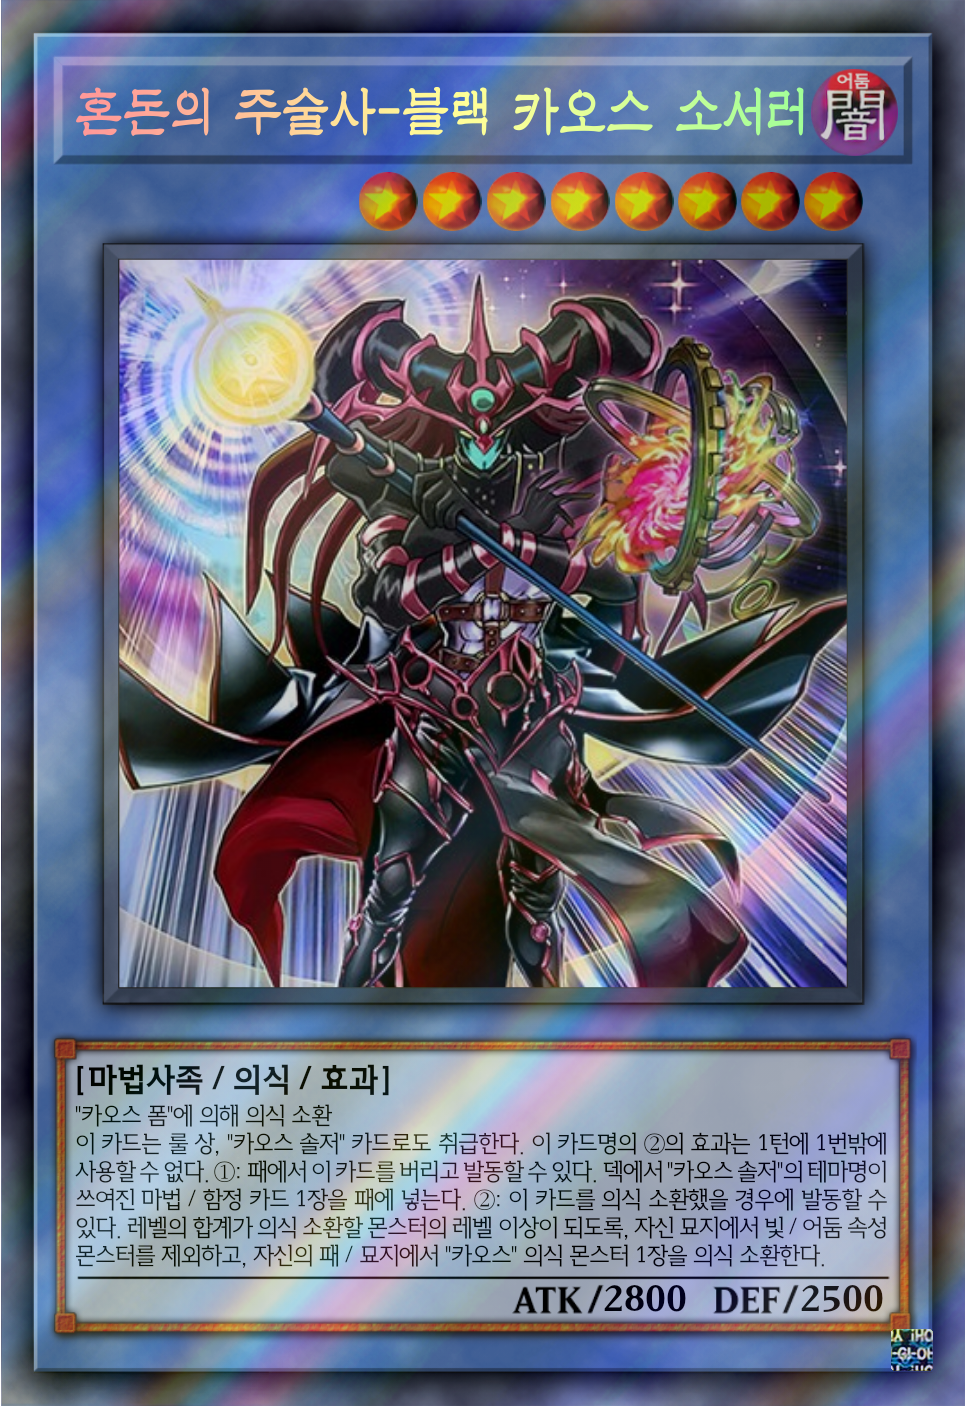 혼돈의 주술사-블랙 카오스 소서러
어둠
闇
[마법사족 / 의식 / 효과]
"카오스 폼"에 의해 의식 소환
이 카드는 룰 상, "카오스 솔저" 카드로도 취급한다. 이 카드명의 ②의 효과는 1턴에 1번밖에
사용할 수 없다. ①: 패에서 이 카드를 버리고 발동할 수 있다. 덱에서 "카오스 솔저"의 테마명이
쓰여진 마법 / 함정 카드 1장을 패에 넣는다. ②: 이 카드를 의식 소환했을 경우에 발동할 수
있다. 레벨의 합계가 의식 소환할 몬스터의 레벨 이상이 되도록, 자신 묘지에서 빛 / 어둠 속성
몬스터를 제외하고, 자신의 패 / 묘지에서 "카오스" 의식 몬스터 1장을 의식 소환한다.
ATK/2800 DEF/2500